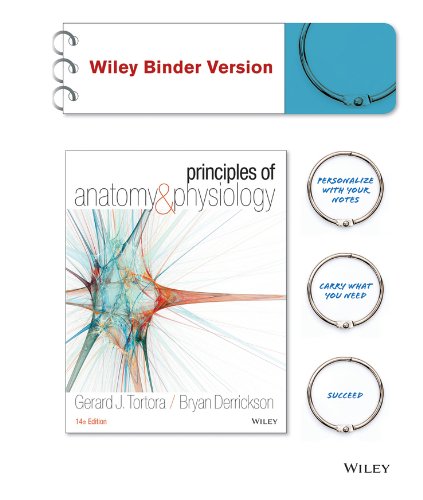 Wiley Binder Version
principles of
anatomy&physiology
PERSONALIZE
WITH YOUR
NOTES
CARRY WHAT
YOU NEED
Gerard J. Tortora / Bryan Derrickson
14th Edition
WILEY
SUCCEED
WILEY